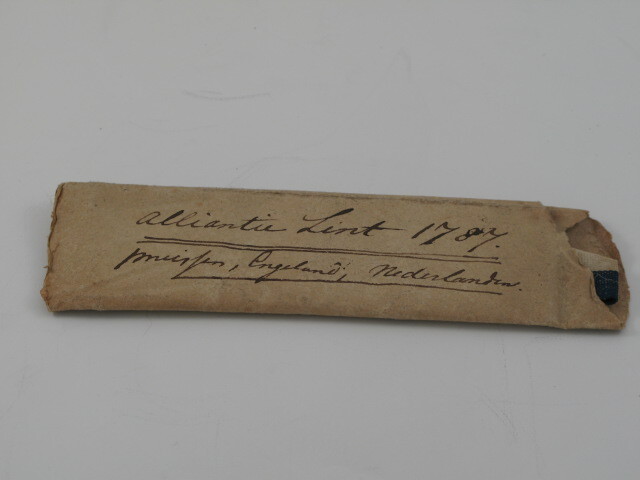 Alliantie Lint 1787.
pruissen, Engeland, Nederlanden.